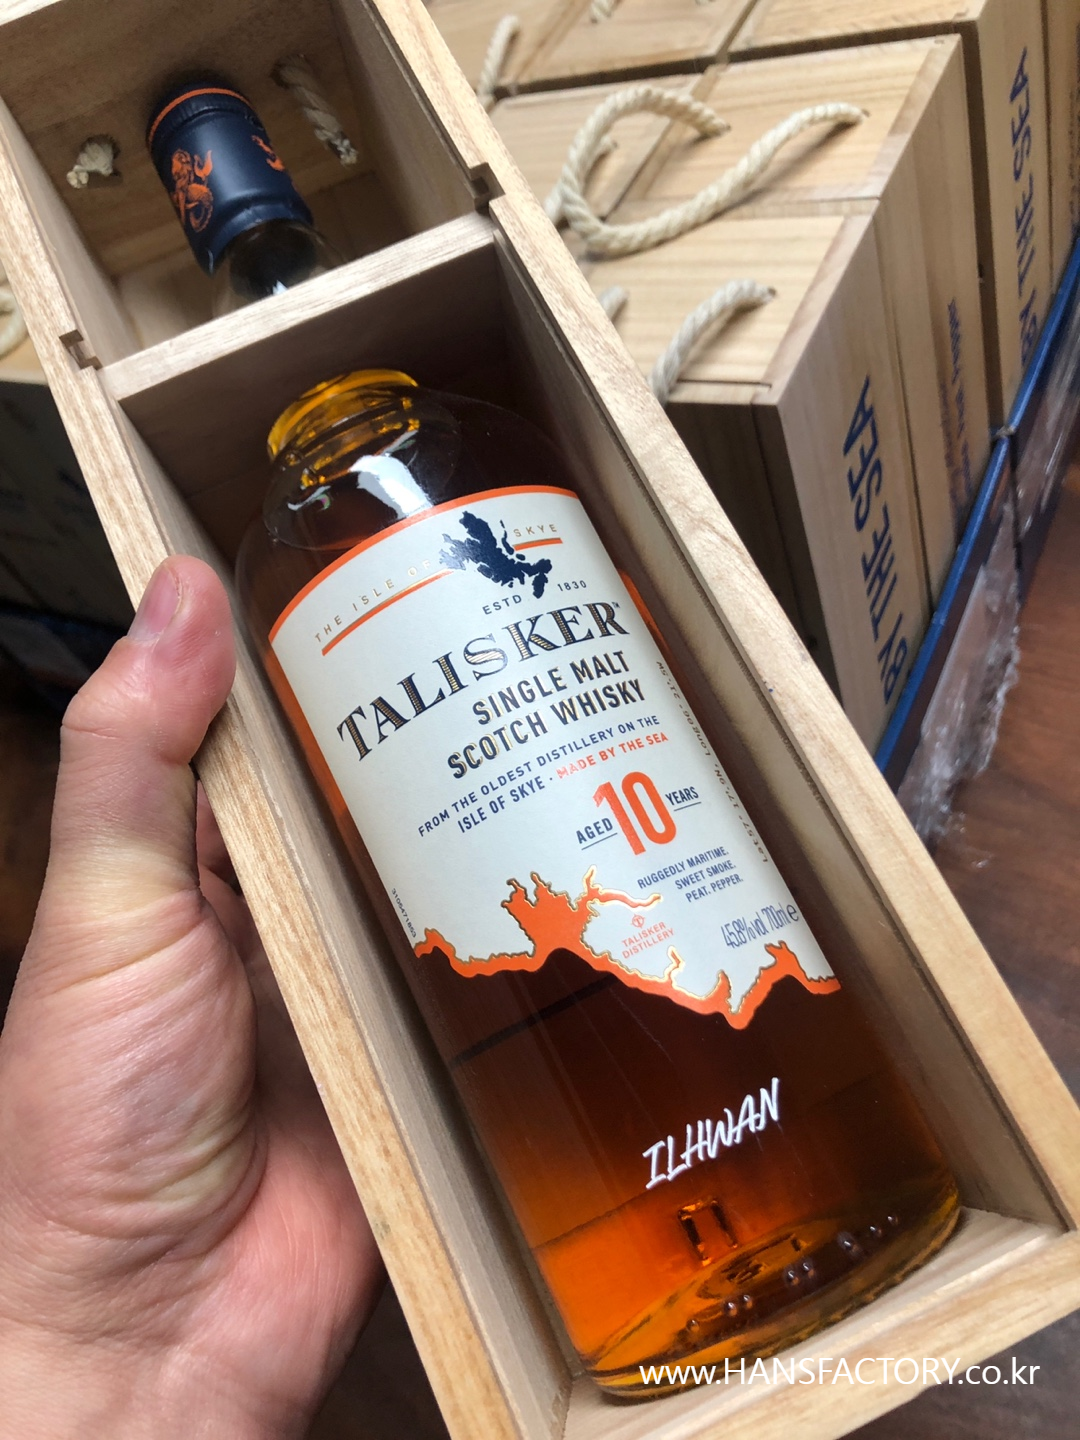 THE ISLE OF SKYE
ESTD 1830
TALISKER™
SINGLE MALT
SCOTCH WHISKY
FROM THE OLDEST DISTILLERY ON THE
ISLE OF SKYE · MADE BY THE SEA
AGED 10 YEARS
RUGGEDLY MARITIME.
SWEET SMOKE.
PEAT. PEPPER.
TALISKER
DISTILLERY
45.8%vol 700ml e
ILHWAN
BY THE SEA
BY THE SEA
www.HANSFACTORY.co.kr